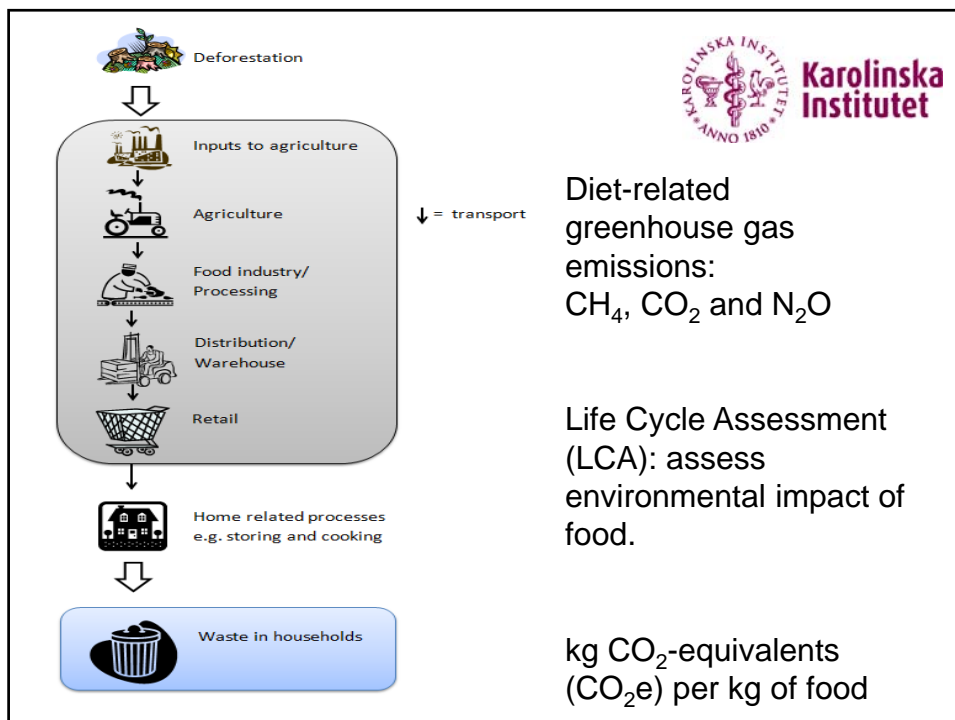 Deforestation
Inputs to agriculture
Agriculture
↓ = transport
Food industry/
Processing
Distribution/
Warehouse
Retail
Home related processes
e.g. storing and cooking
Waste in households
KAROLINSKA INSTITUTET
ANNO 1810
Karolinska
Institutet
Diet-related
greenhouse gas
emissions:
CH₄, CO₂ and N₂O
Life Cycle Assessment
(LCA): assess
environmental impact of
food.
kg CO₂-equivalents
(CO₂e) per kg of food